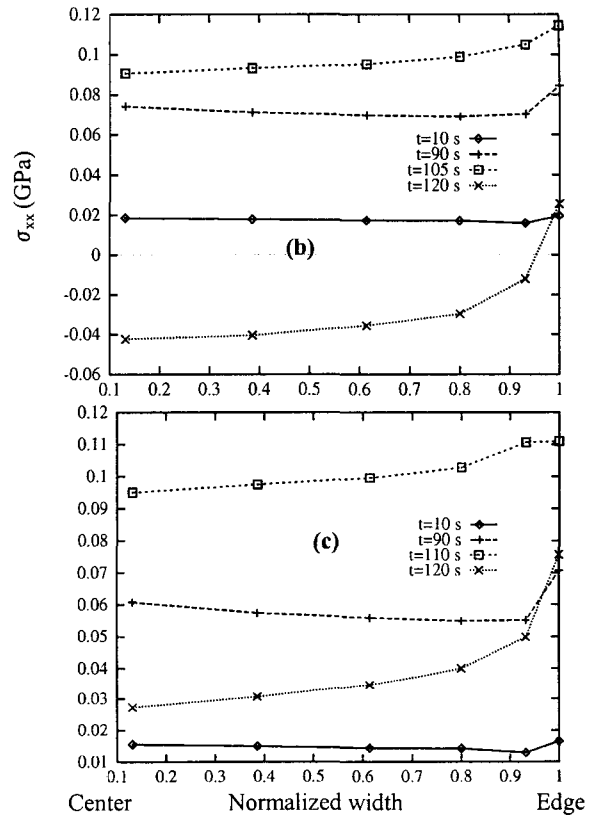 0.12
0.1
0.08
0.06
0.04
0.02
0
-0.02
-0.04
-0.06
σxx (GPa)
t=10 s
t=90 s
t=105 s
t=120 s
(b)
0.1 0.2 0.3 0.4 0.5 0.6 0.7 0.8 0.9 1
0.12
0.11
0.1
0.09
0.08
0.07
0.06
0.05
0.04
0.03
0.02
0.01
t=10 s
t=90 s
t=110 s
t=120 s
(c)
0.1 0.2 0.3 0.4 0.5 0.6 0.7 0.8 0.9 1
Center Normalized width Edge